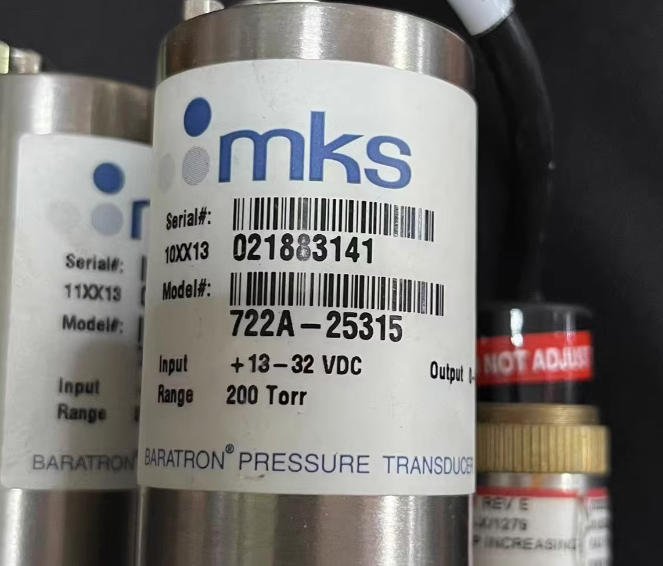 mks
Serial#:
10XX13 021883141
Model#:
722A-25315
Input +13-32 VDC Output
Range 200 Torr
BARATRON® PRESSURE TRANSDUCER
Serial#:
11XX13
Model#:
Input
Range
BARATRON
NOT ADJUST
REV E
INCREASING